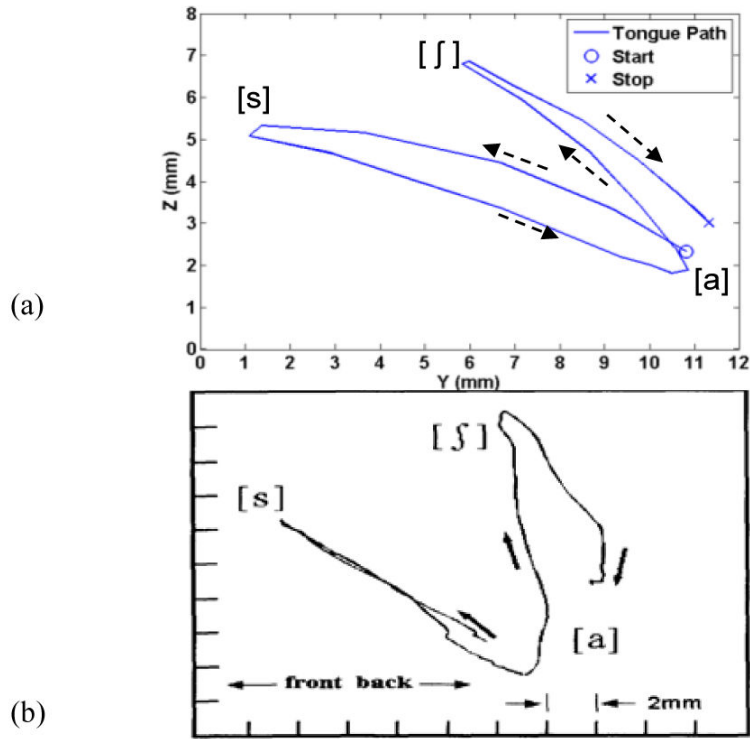 8
7
6
5
4
3
2
1
0
Z (mm)
[ʃ]
[s]
[a]
Tongue Path
Start
Stop
0 1 2 3 4 5 6 7 8 9 10 11 12
Y (mm)
(a)
[ʃ]
[s]
[a]
front back
2mm
(b)